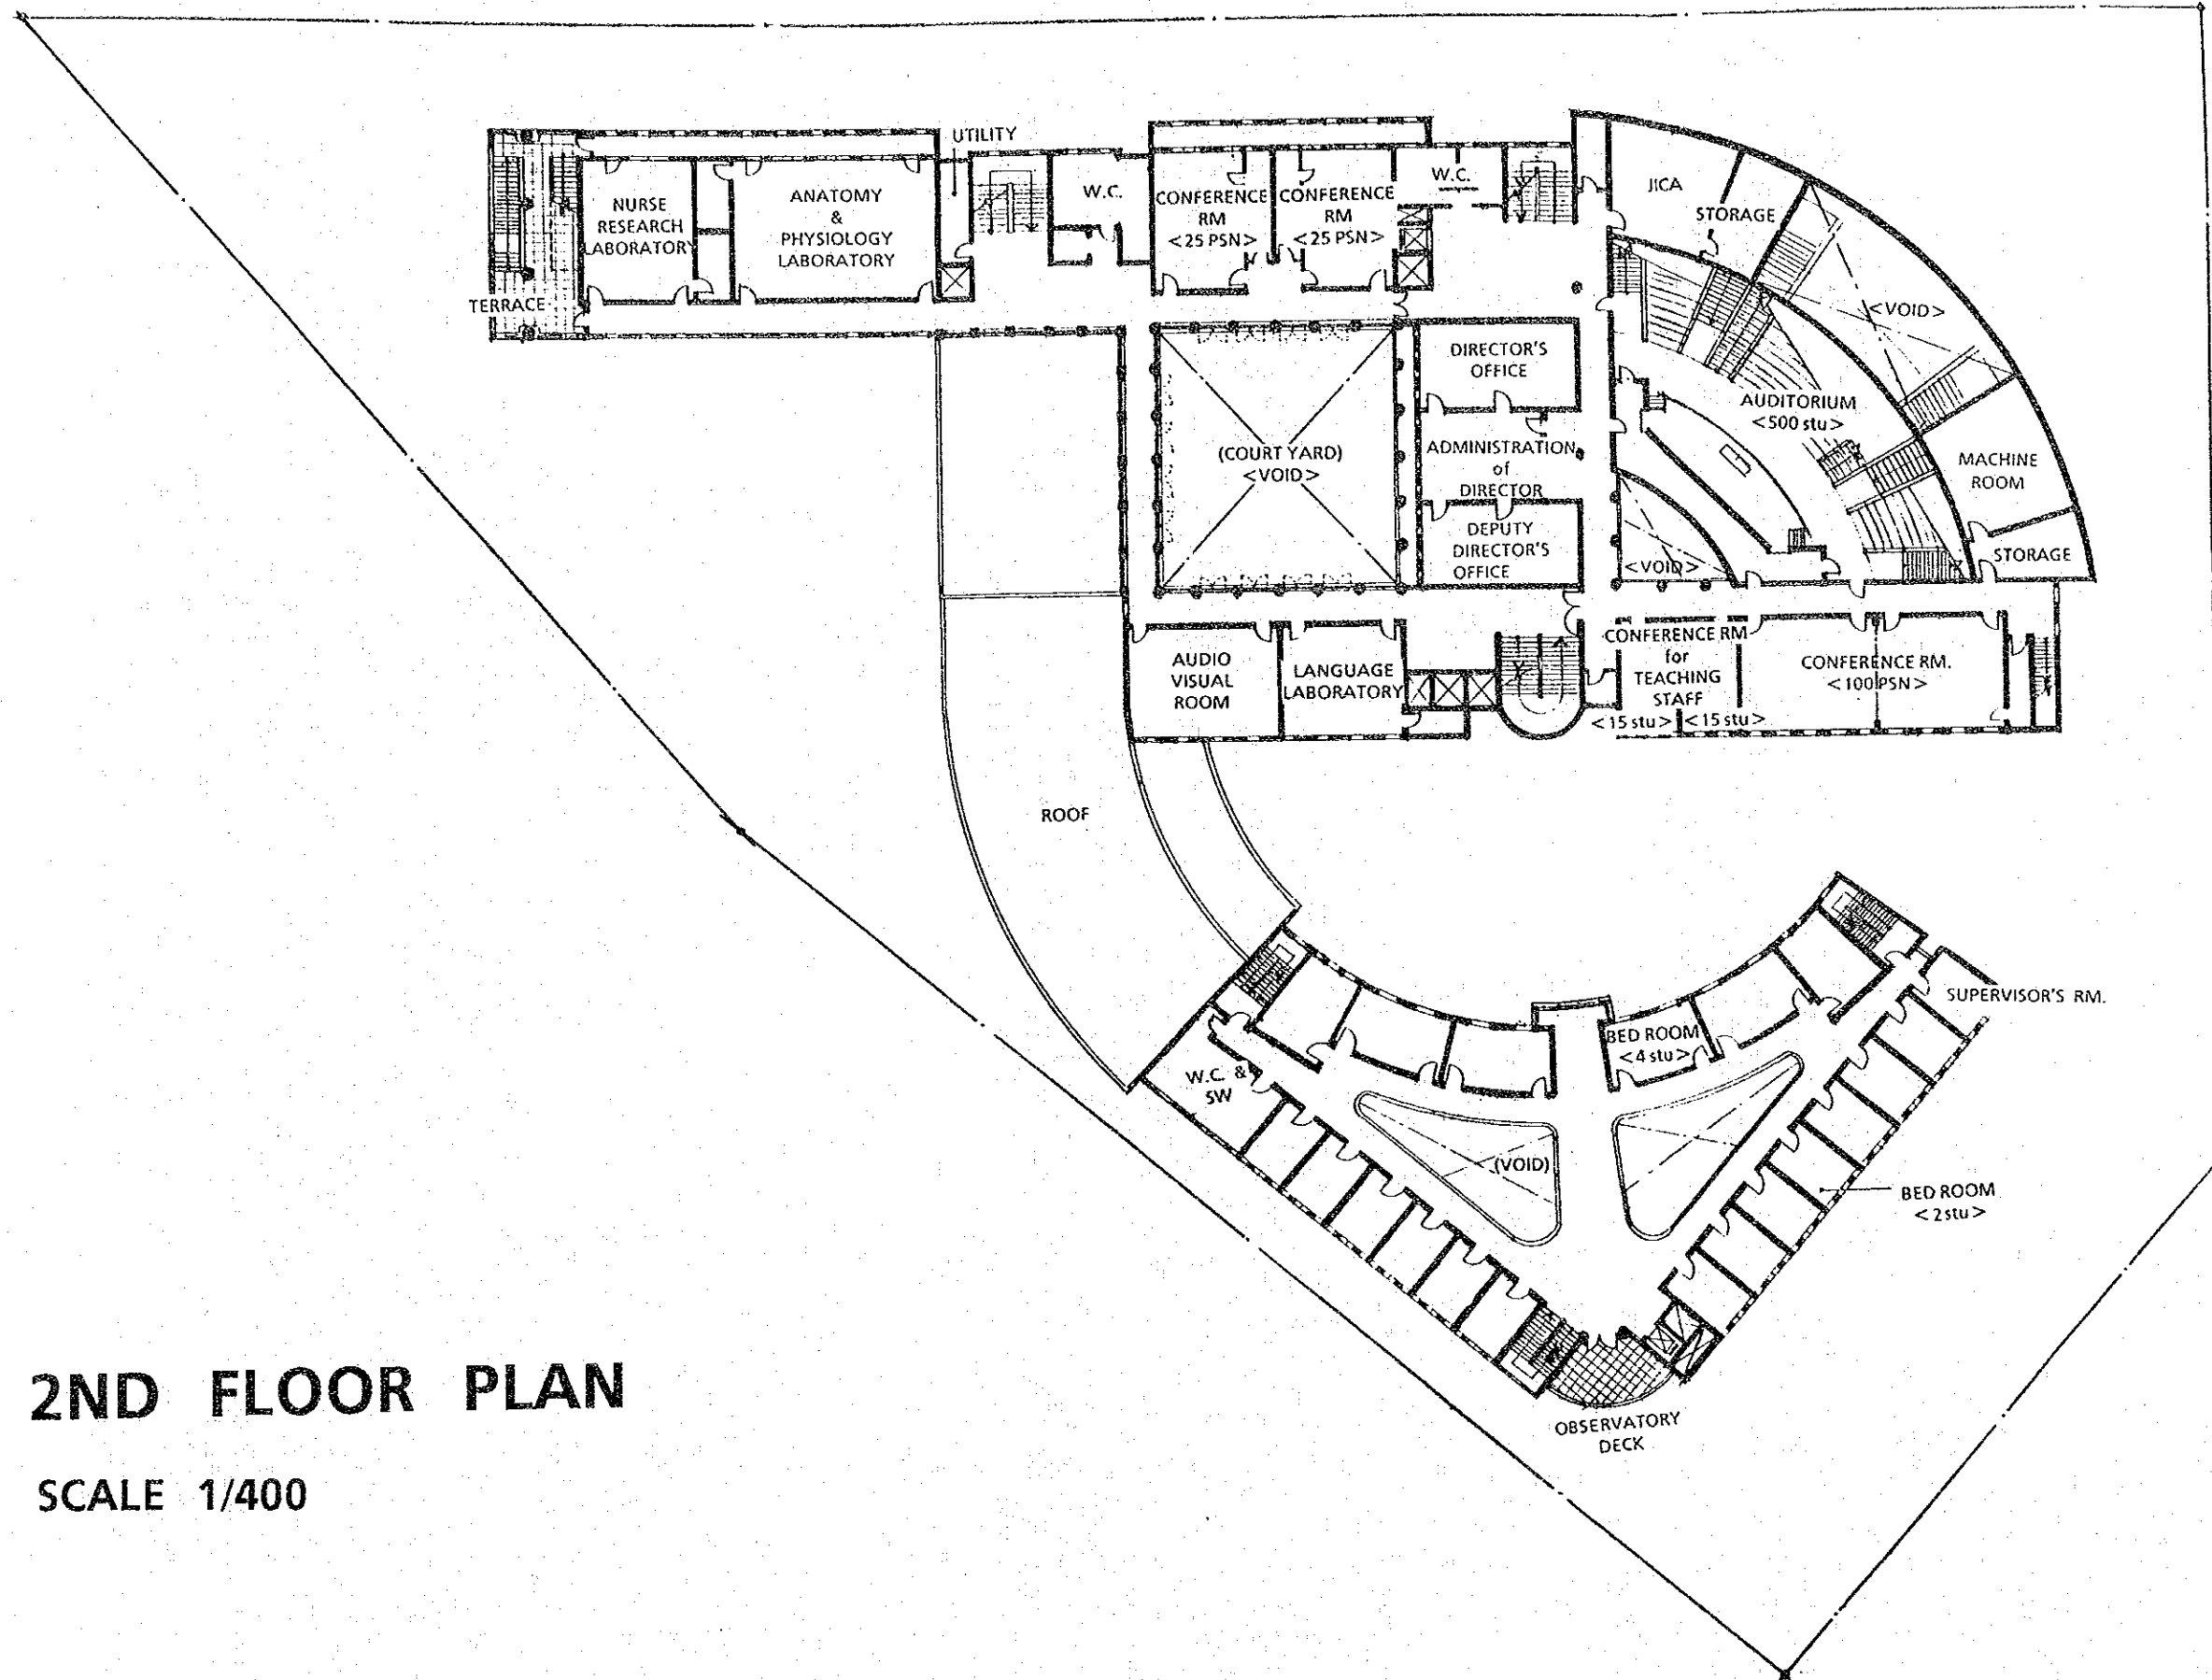 UTILITY
NURSE
RESEARCH
LABORATORY
ANATOMY
&
PHYSIOLOGY
LABORATORY
W.C.
CONFERENCE
RM
<25 PSN>
CONFERENCE
RM
<25 PSN>
W.C.
JICA
STORAGE
TERRACE
<VOID>
DIRECTOR'S
OFFICE
AUDITORIUM
<500 stu>
(COURT YARD)
<VOID>
ADMINISTRATION
of
DIRECTOR
MACHINE
ROOM
DEPUTY
DIRECTOR'S
OFFICE
<VOID>
STORAGE
AUDIO
VISUAL
ROOM
LANGUAGE
LABORATORY
CONFERENCE RM
for
TEACHING
STAFF
<15 stu> <15 stu>
CONFERENCE RM.
<100 PSN>
ROOF
SUPERVISOR'S RM.
BED ROOM
<4 stu>
W.C. &
SW
(VOID)
BED ROOM
<2 stu>
OBSERVATORY
DECK
2ND FLOOR PLAN
SCALE 1/400